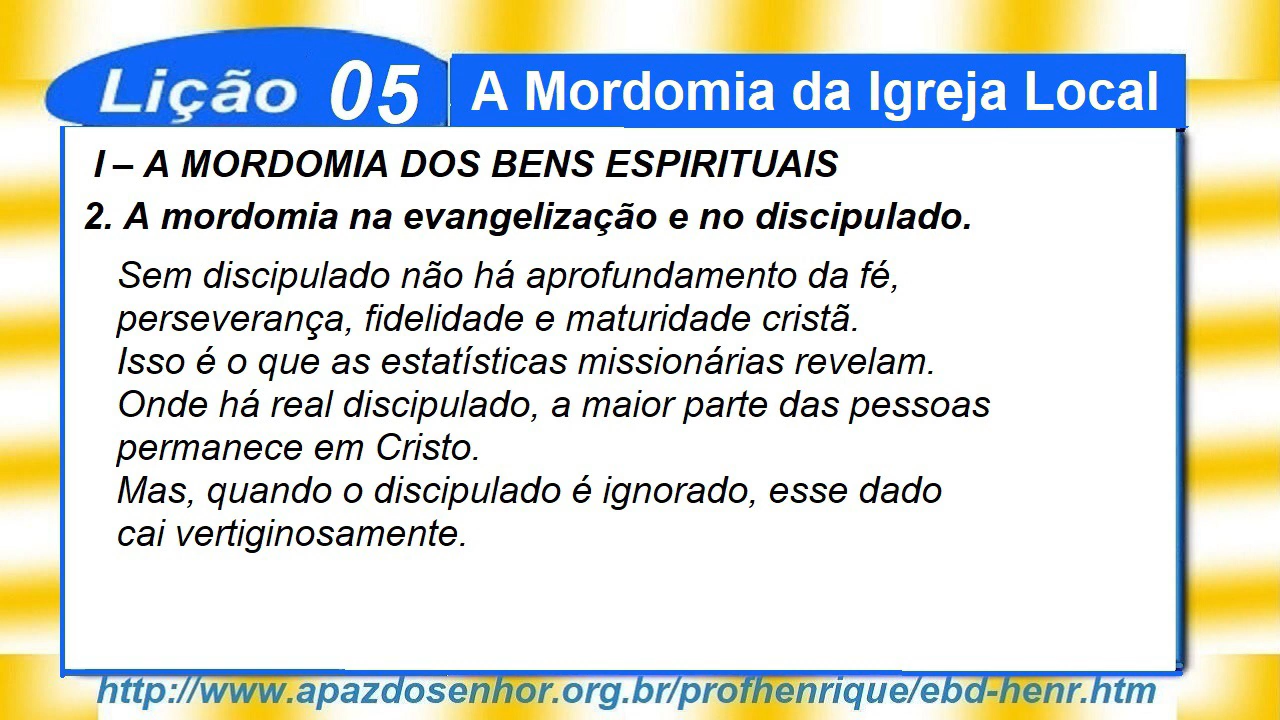 Lição 05
A Mordomia da Igreja Local
I – A MORDOMIA DOS BENS ESPIRITUAIS
2. A mordomia na evangelização e no discipulado.
Sem discipulado não há aprofundamento da fé,
perseverança, fidelidade e maturidade cristã.
Isso é o que as estatísticas missionárias revelam.
Onde há real discipulado, a maior parte das pessoas
permanece em Cristo.
Mas, quando o discipulado é ignorado, esse dado
cai vertiginosamente.
http://www.apazdosenhor.org.br/profhenrique/ebd-henr.htm